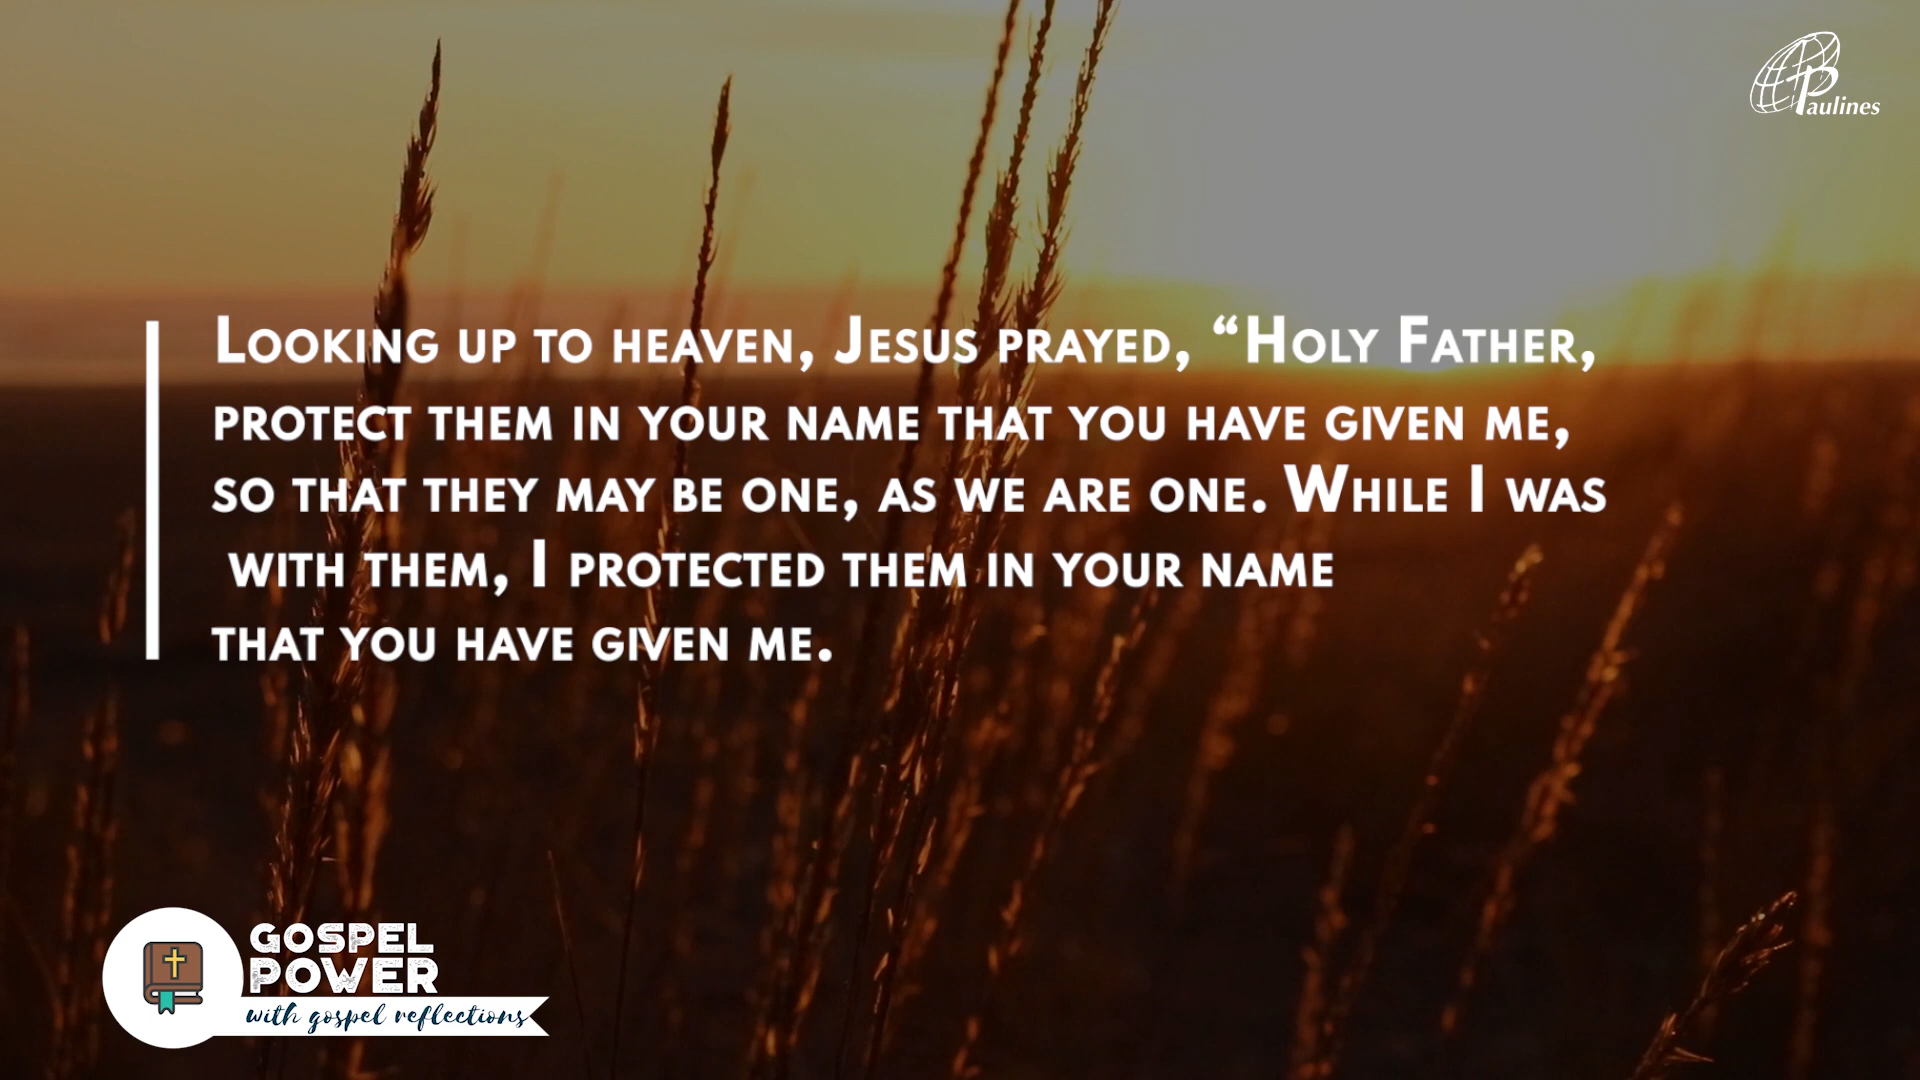 Paulines
Looking up to heaven, Jesus prayed, “Holy Father,
protect them in your name that you have given me,
so that they may be one, as we are one. While I was
with them, I protected them in your name
that you have given me.
GOSPEL
POWER
with gospel reflections